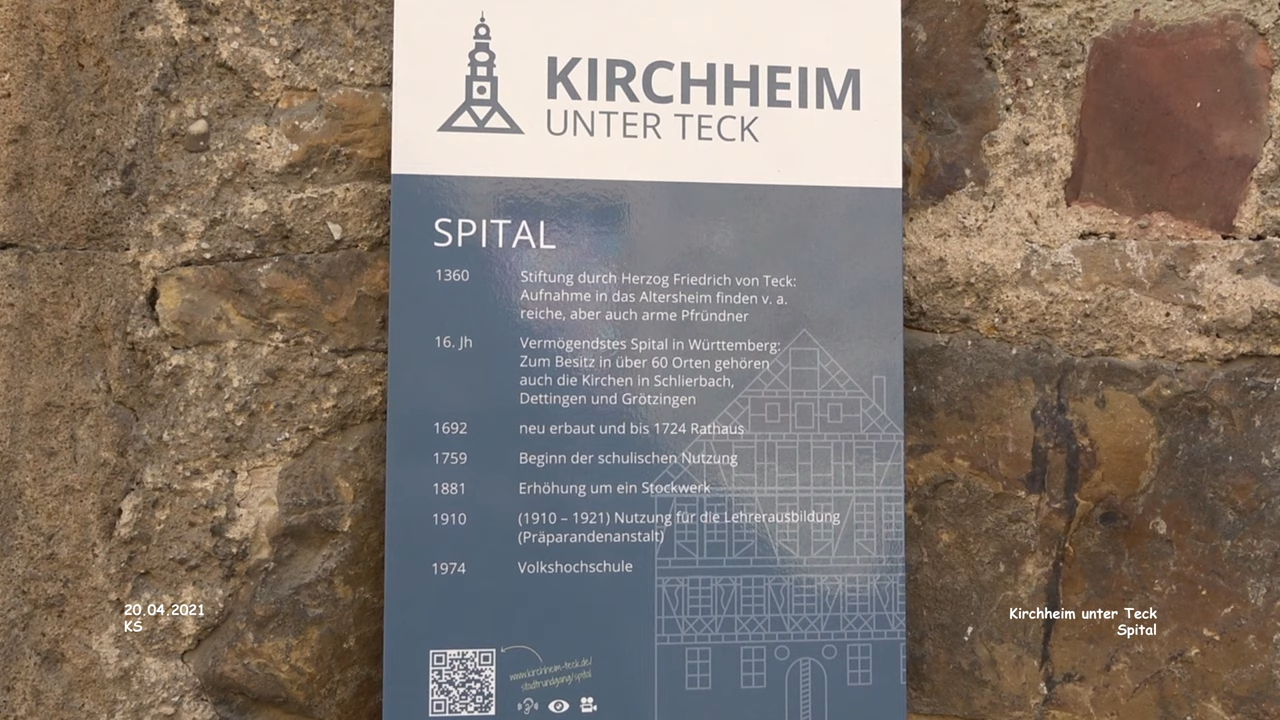 KIRCHHEIM
UNTER TECK
SPITAL
1360 Stiftung durch Herzog Friedrich von Teck:
Aufnahme in das Altersheim finden v. a.
reiche, aber auch arme Pfründner
16. Jh Vermögendstes Spital in Württemberg:
Zum Besitz in über 60 Orten gehören
auch die Kirchen in Schlierbach,
Dettingen und Grötzingen
1692 neu erbaut und bis 1724 Rathaus
1759 Beginn der schulischen Nutzung
1881 Erhöhung um ein Stockwerk
1910 (1910 – 1921) Nutzung für die Lehrerausbildung
(Präparandenanstalt)
1974 Volkshochschule
www.kirchheim-teck.de/
stadtrundgang/spital
20.04.2021
KS
Kirchheim unter Teck
Spital